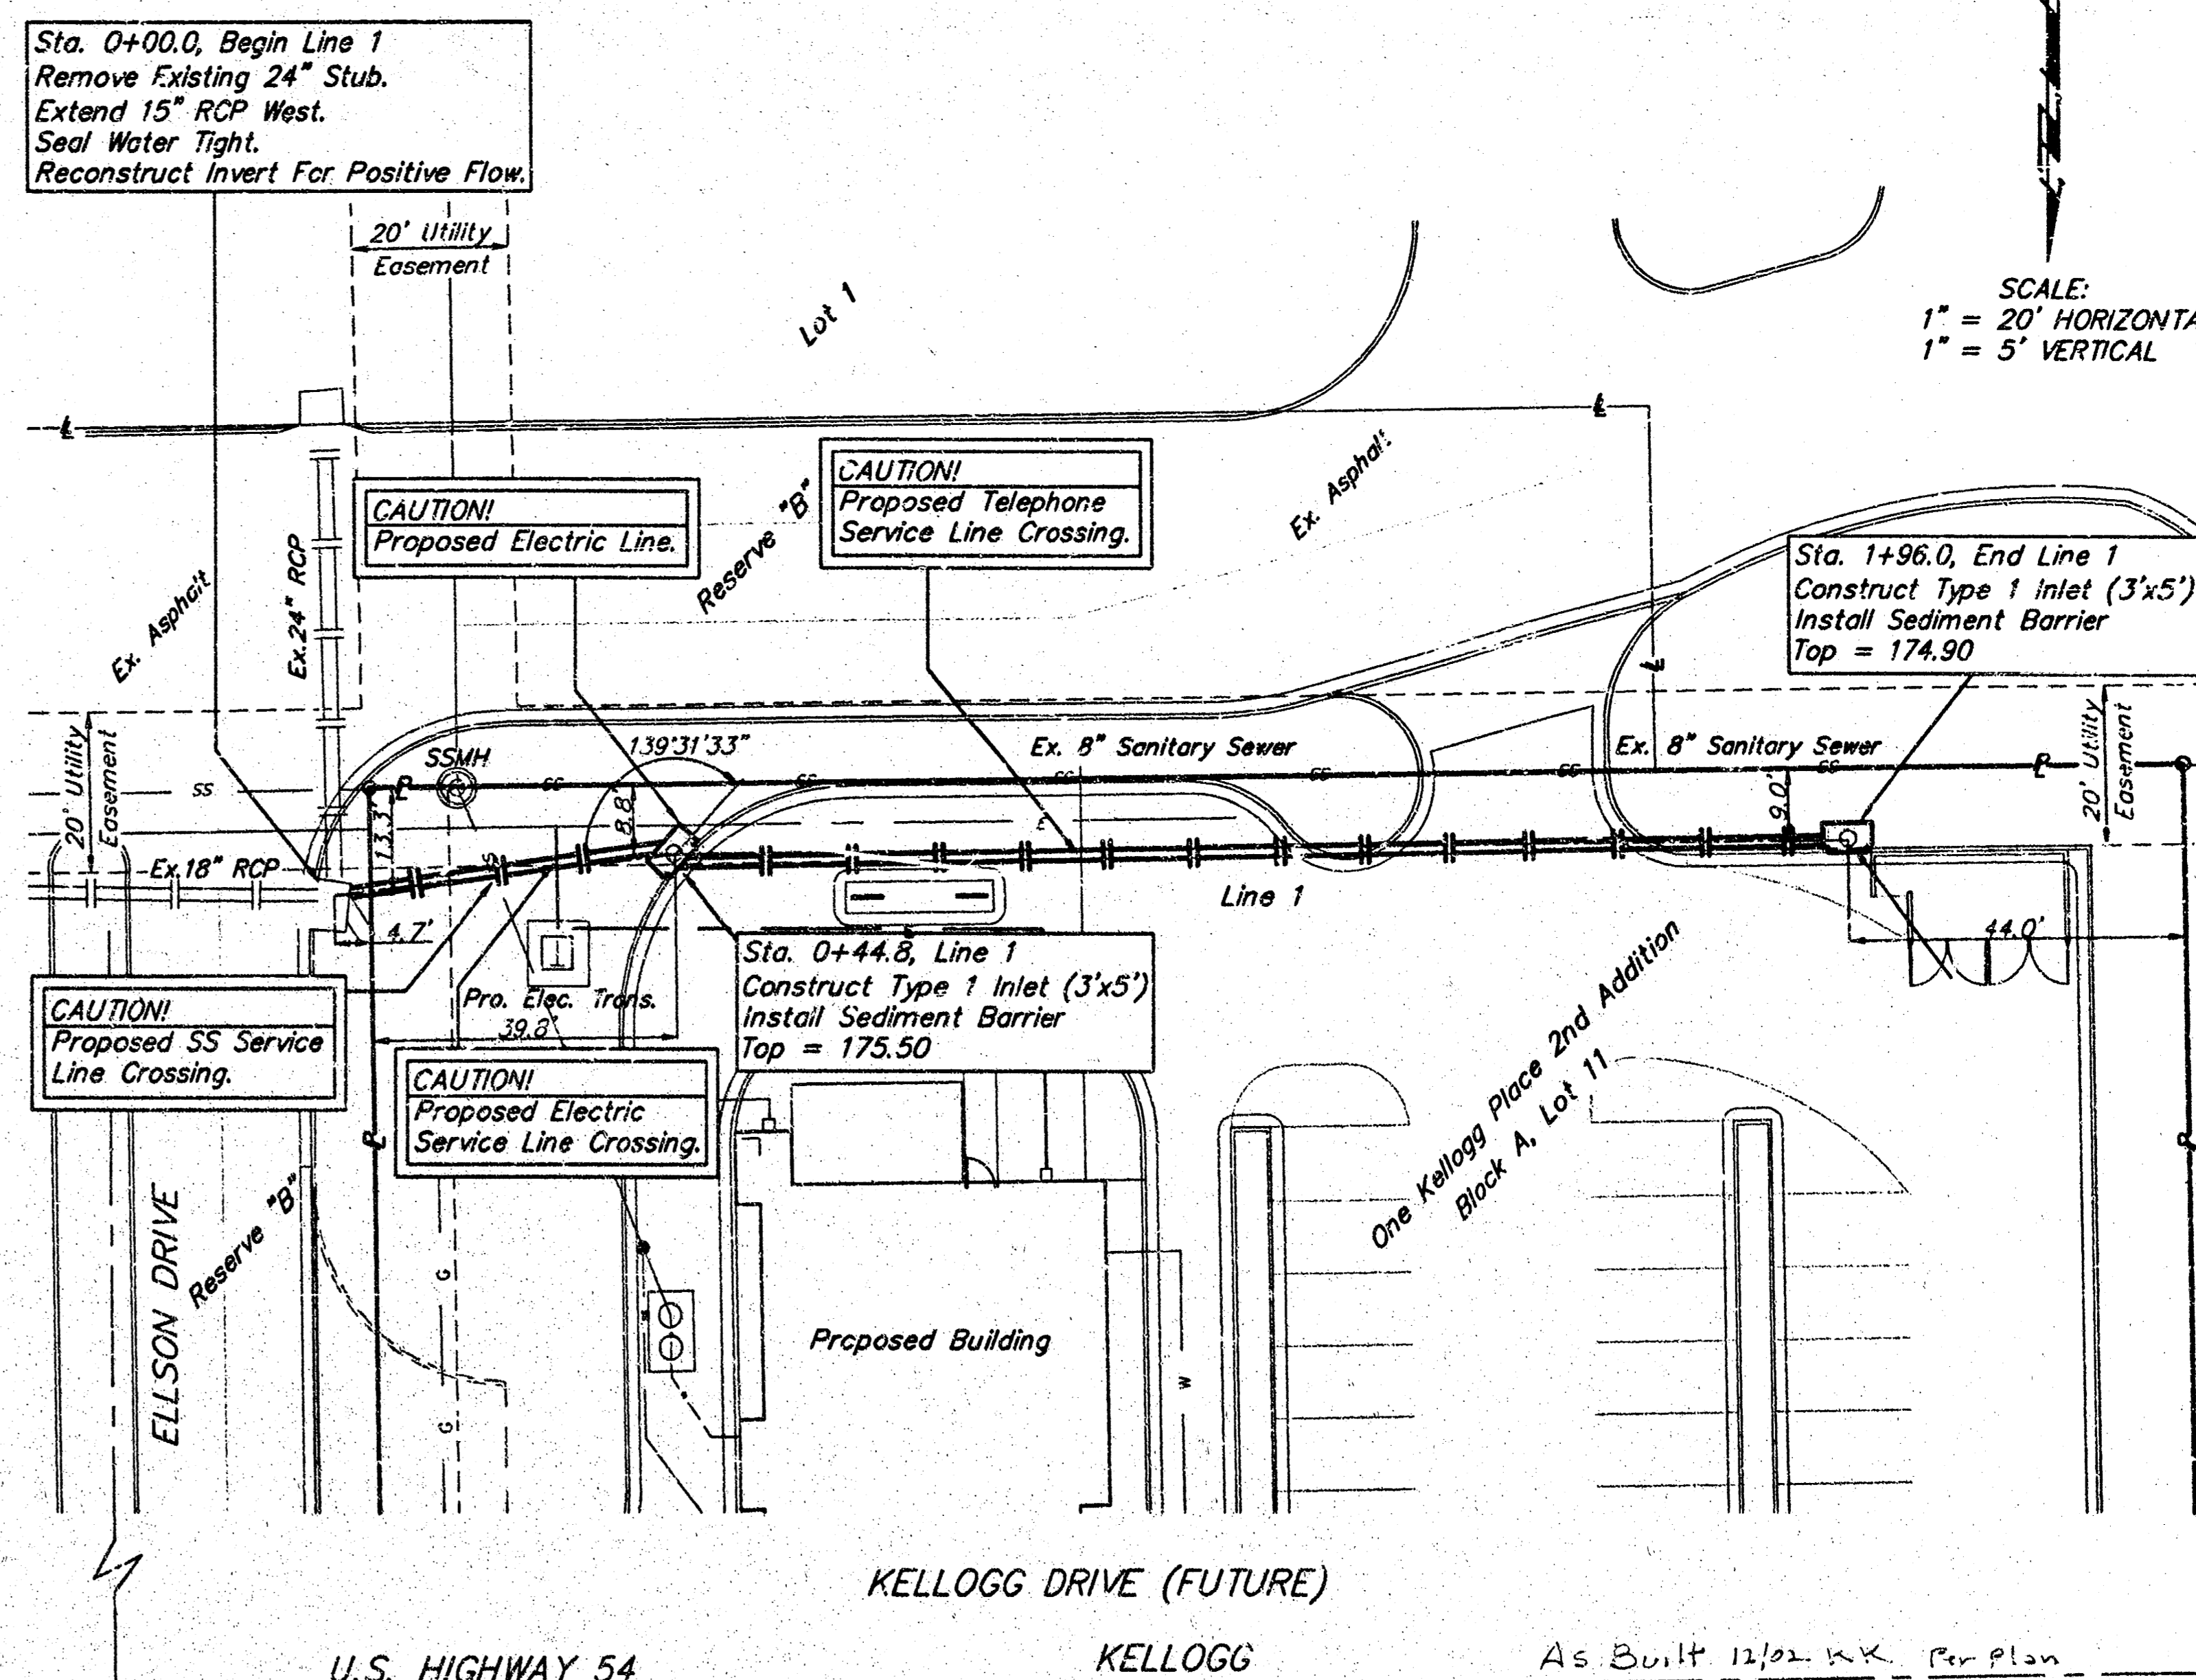 Sta. 0+00.0, Begin Line 1
Remove Existing 24" Stub.
Extend 15" RCP West.
Seal Water Tight.
Reconstruct Invert For Positive Flow.
20' Utility
Easement
Lot 1
SCALE:
1" = 20' HORIZONTA
1" = 5' VERTICAL
CAUTION!
Proposed Electric Line.
CAUTION!
Proposed Telephone
Service Line Crossing.
Reserve "B"
Ex. Asphalt
Ex. Asphalt
Ex.24" RCP
Sta. 1+96.0, End Line 1
Construct Type 1 Inlet (3'x5')
Install Sediment Barrier
Top = 174.90
20' Utility
Easement
SSMH
139°31'33"
Ex. 8" Sanitary Sewer
Ex. 8" Sanitary Sewer
20' Utility
Easement
SS
SS
SS
SS
SS
SS
SS
13.3'
8.8'
9.0'
E
Ex.18" RCP
4.7'
Line 1
44.0'
Sta. 0+44.8, Line 1
Construct Type 1 Inlet (3'x5')
Install Sediment Barrier
Top = 175.50
Pro. Elec. Trans.
39.8'
CAUTION!
Proposed SS Service
Line Crossing.
CAUTION!
Proposed Electric
Service Line Crossing.
One Kellogg Place 2nd Addition
Block A, Lot 11
ELLSON DRIVE
Reserve "B"
G
G
W
Proposed Building
KELLOGG DRIVE (FUTURE)
U.S. HIGHWAY 54
KELLOGG
As Built 12/02 KK Per Plan